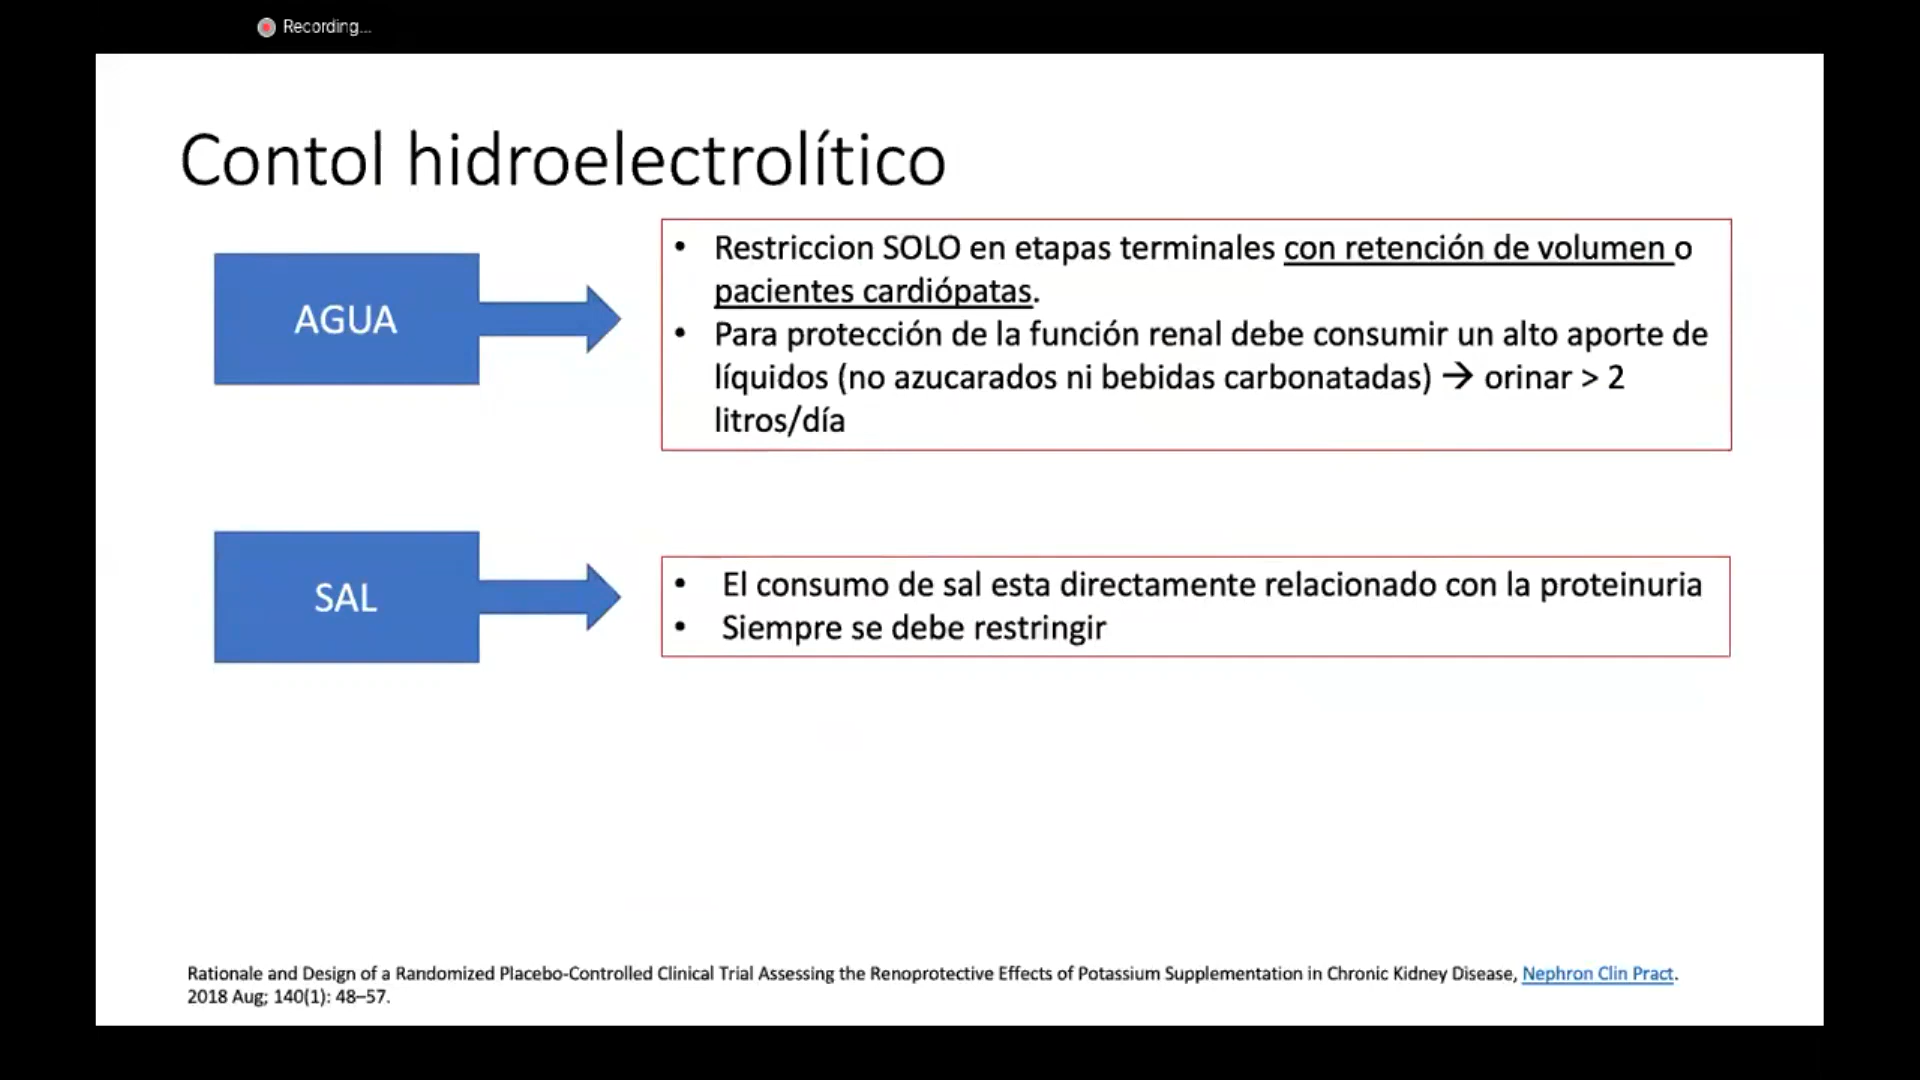 Recording...
Contol hidroelectrolítico
AGUA
• Restriccion SOLO en etapas terminales con retención de volumen o
pacientes cardiópatas.
• Para protección de la función renal debe consumir un alto aporte de
líquidos (no azucarados ni bebidas carbonatadas) → orinar > 2
litros/día
SAL
• El consumo de sal esta directamente relacionado con la proteinuria
• Siempre se debe restringir
Rationale and Design of a Randomized Placebo-Controlled Clinical Trial Assessing the Renoprotective Effects of Potassium Supplementation in Chronic Kidney Disease, Nephron Clin Pract.
2018 Aug; 140(1): 48–57.